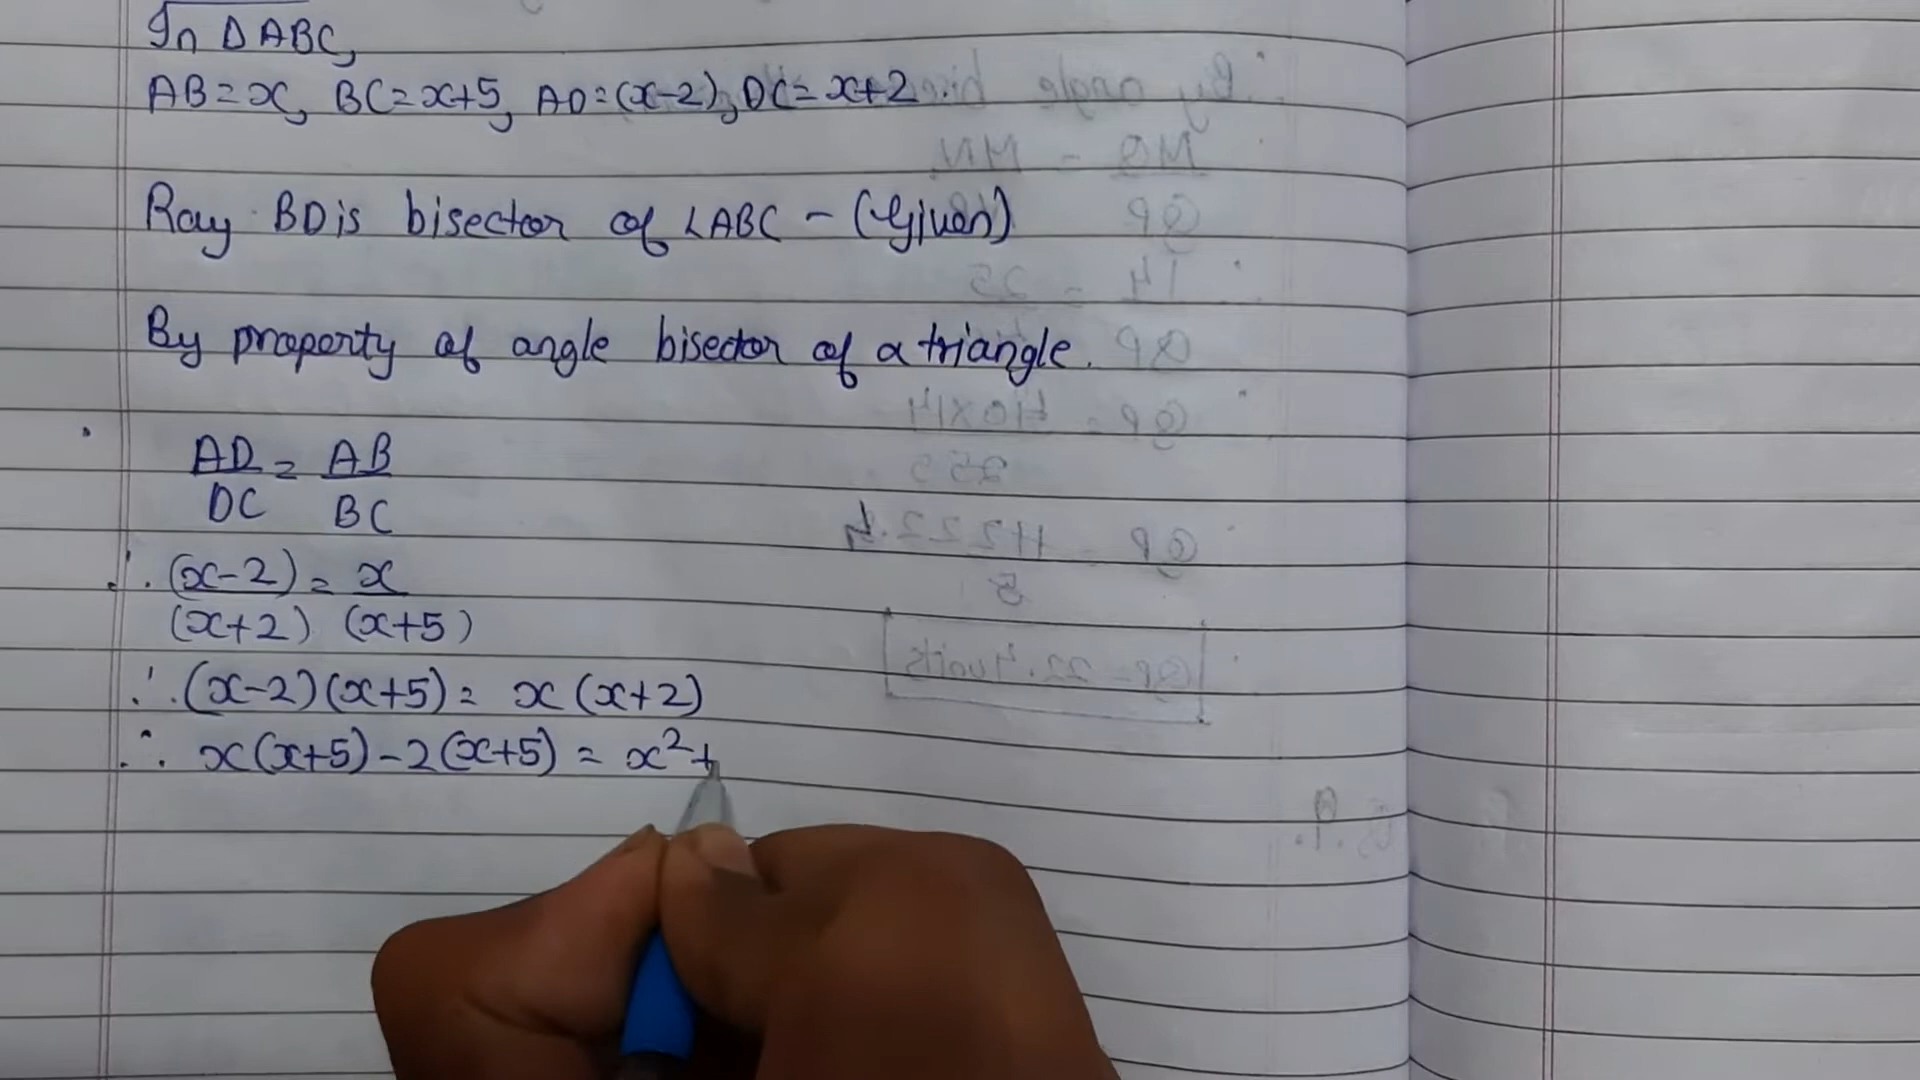 In ΔABC,
AB=x, BC=x+5, AD=(x-2), DC=x+2.
Ray BD is bisector of ∠ABC - (Given)
By property of angle bisector of a triangle.
AD/DC = AB/BC
∴ (x-2)/(x+2) = x/(x+5)
∴ (x-2)(x+5) = x(x+2)
∴ x(x+5)-2(x+5) = x²+